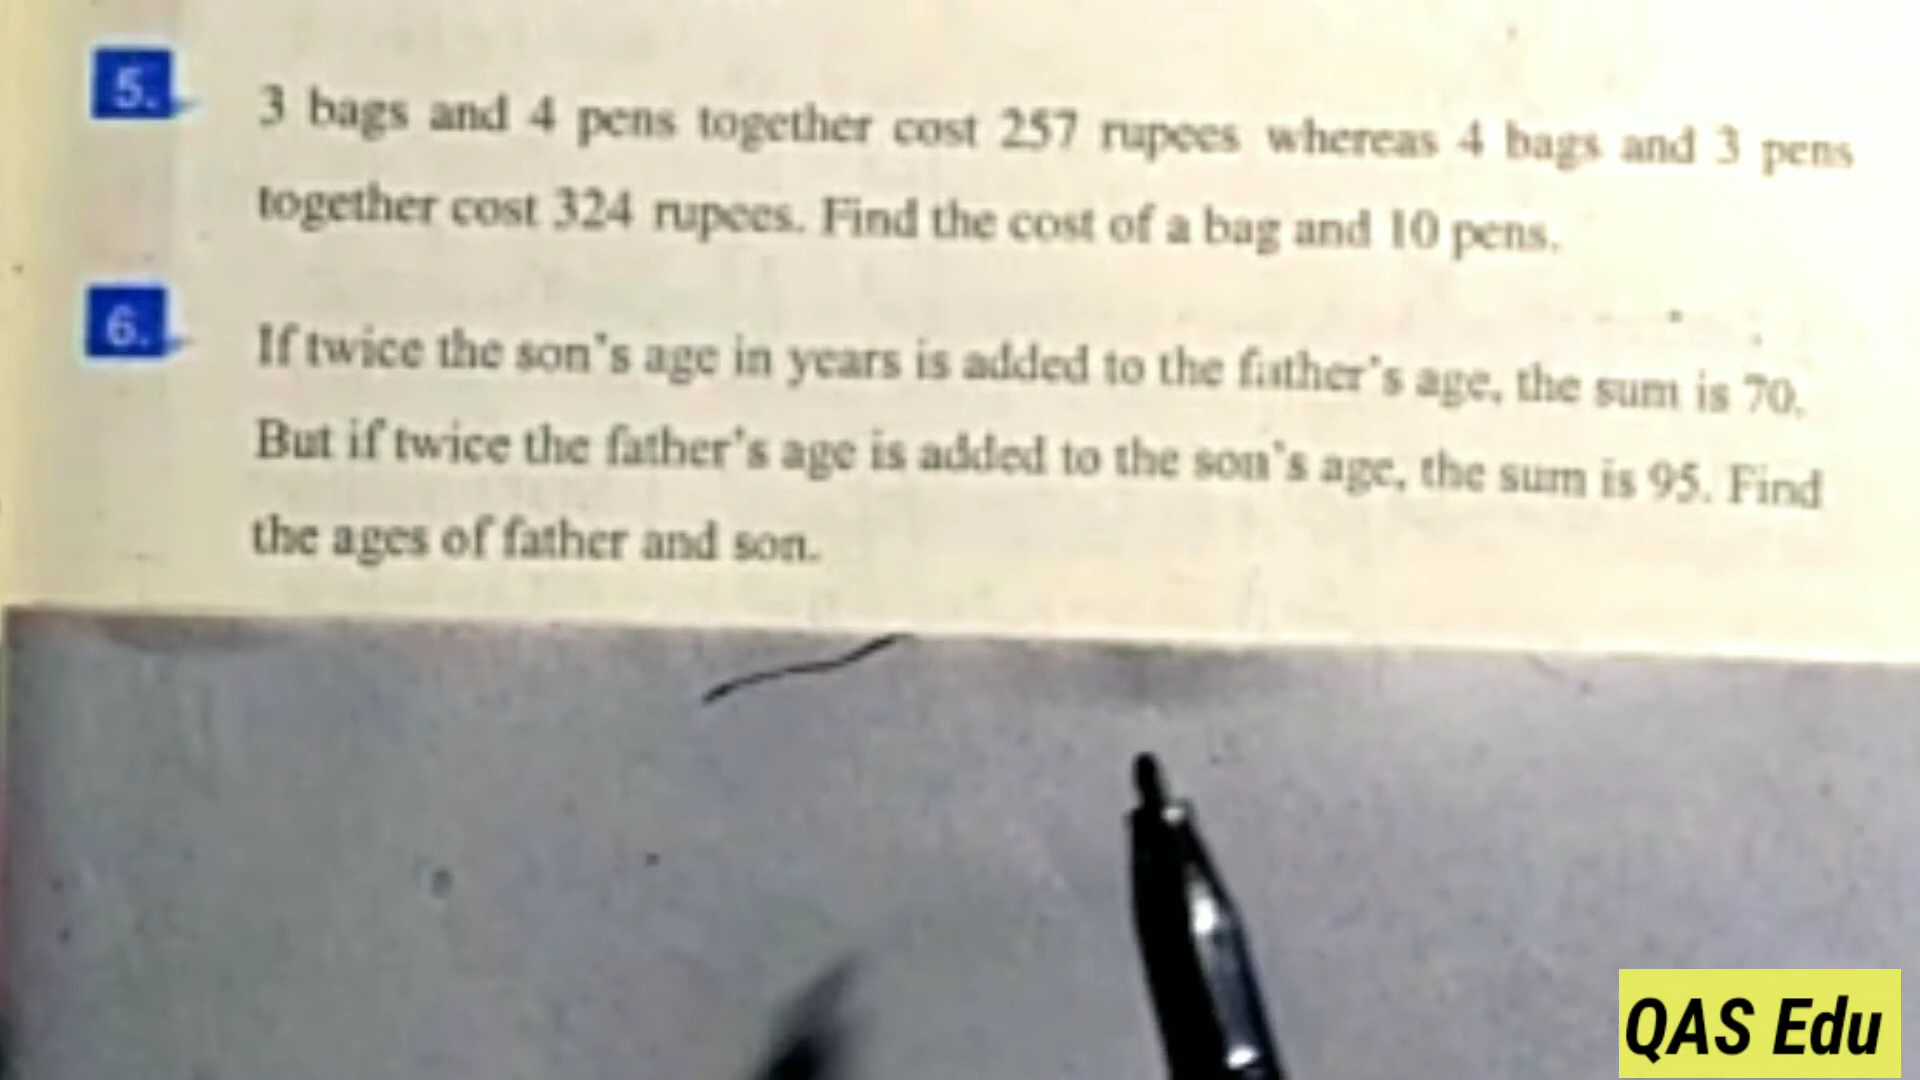 5. 3 bags and 4 pens together cost 257 rupees whereas 4 bags and 3 pens
together cost 324 rupees. Find the cost of a bag and 10 pens.
6. If twice the son's age in years is added to the father's age, the sum is 70.
But if twice the father's age is added to the son's age, the sum is 95. Find
the ages of father and son.
QAS Edu